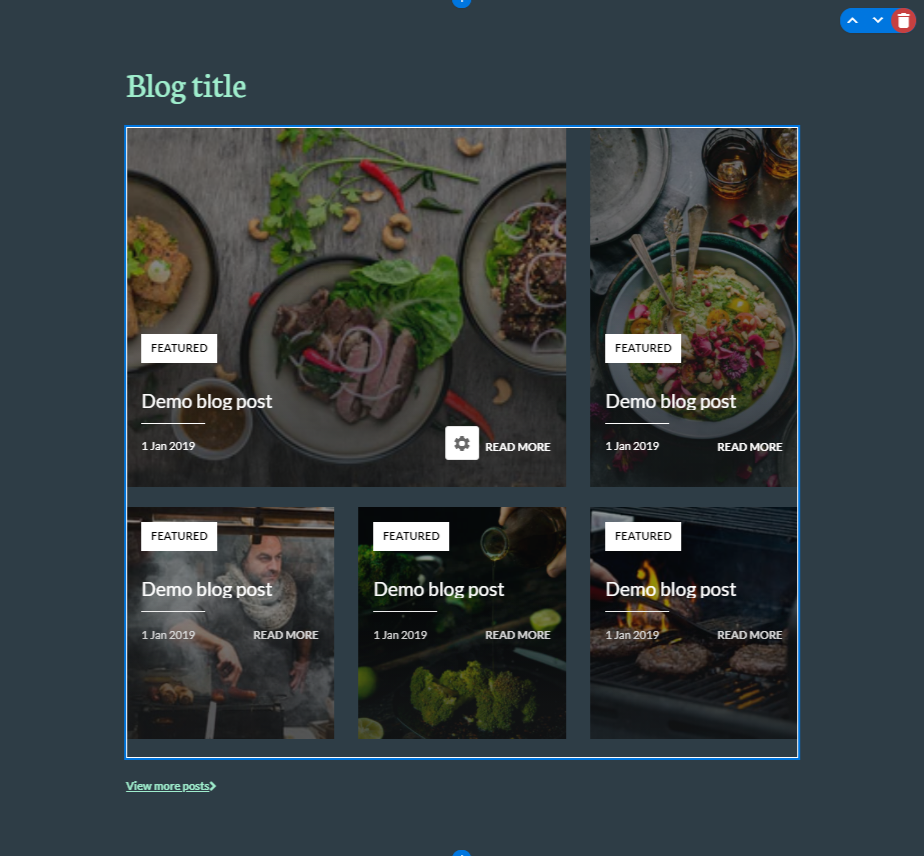 Blog title
FEATURED
Demo blog post
1 Jan 2019
READ MORE
FEATURED
Demo blog post
1 Jan 2019
READ MORE
FEATURED
Demo blog post
1 Jan 2019
READ MORE
FEATURED
Demo blog post
1 Jan 2019
READ MORE
FEATURED
Demo blog post
1 Jan 2019
READ MORE
View more posts